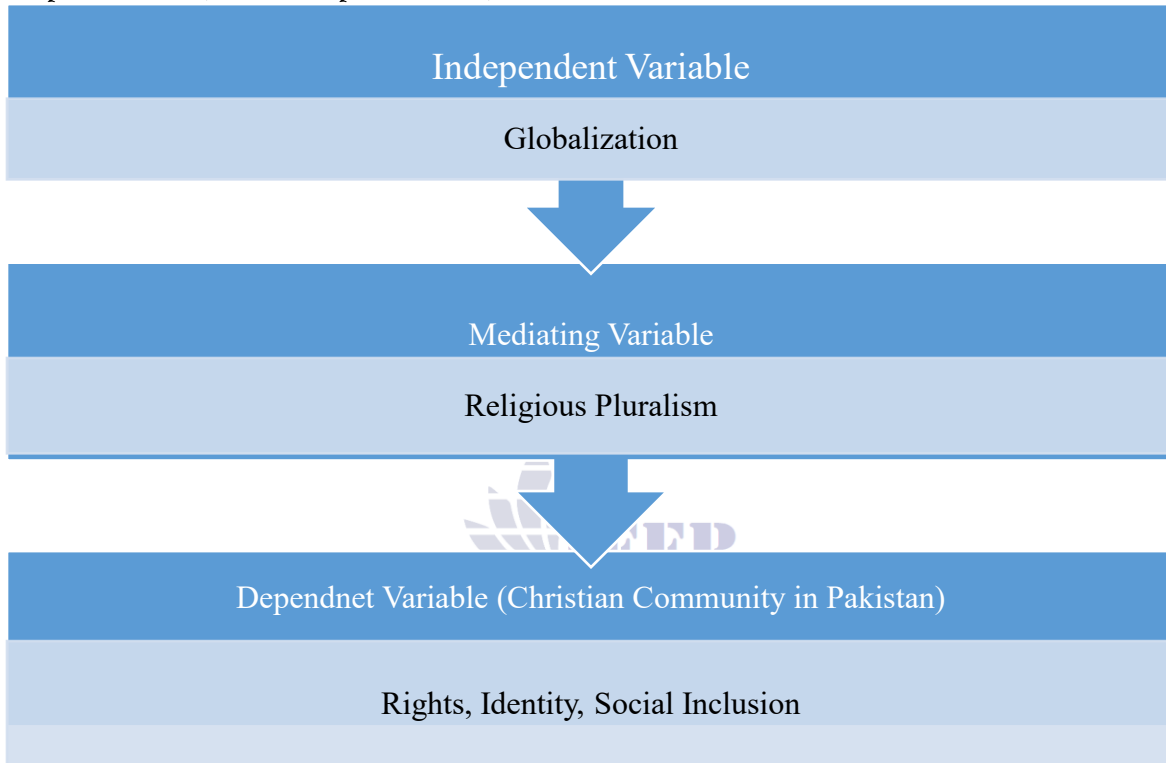 Independent Variable
Globalization
Mediating Variable
Religious Pluralism
Dependnet Variable (Christian Community in Pakistan)
Rights, Identity, Social Inclusion